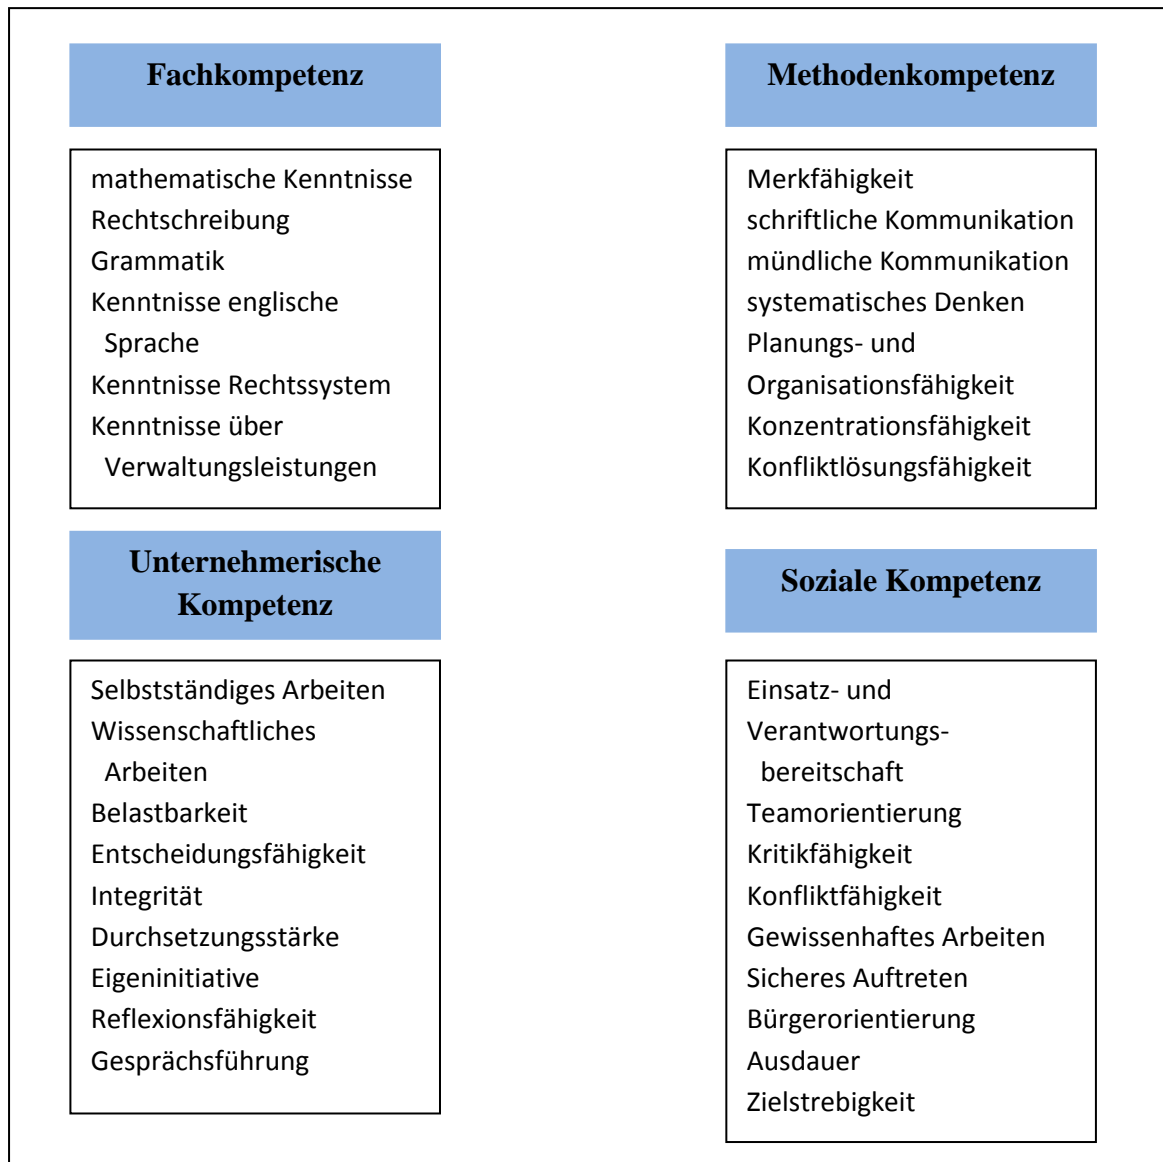 Fachkompetenz
mathematische Kenntnisse
Rechtschreibung
Grammatik
Kenntnisse englische
Sprache
Kenntnisse Rechtssystem
Kenntnisse über
Verwaltungsleistungen
Methodenkompetenz
Merkfähigkeit
schriftliche Kommunikation
mündliche Kommunikation
systematisches Denken
Planungs- und
Organisationsfähigkeit
Konzentrationsfähigkeit
Konfliktlösungsfähigkeit
Unternehmerische
Kompetenz
Selbstständiges Arbeiten
Wissenschaftliches
Arbeiten
Belastbarkeit
Entscheidungsfähigkeit
Integrität
Durchsetzungsstärke
Eigeninitiative
Reflexionsfähigkeit
Gesprächsführung
Soziale Kompetenz
Einsatz- und
Verantwortungs-
bereitschaft
Teamorientierung
Kritikfähigkeit
Konfliktfähigkeit
Gewissenhaftes Arbeiten
Sicheres Auftreten
Bürgerorientierung
Ausdauer
Zielstrebigkeit